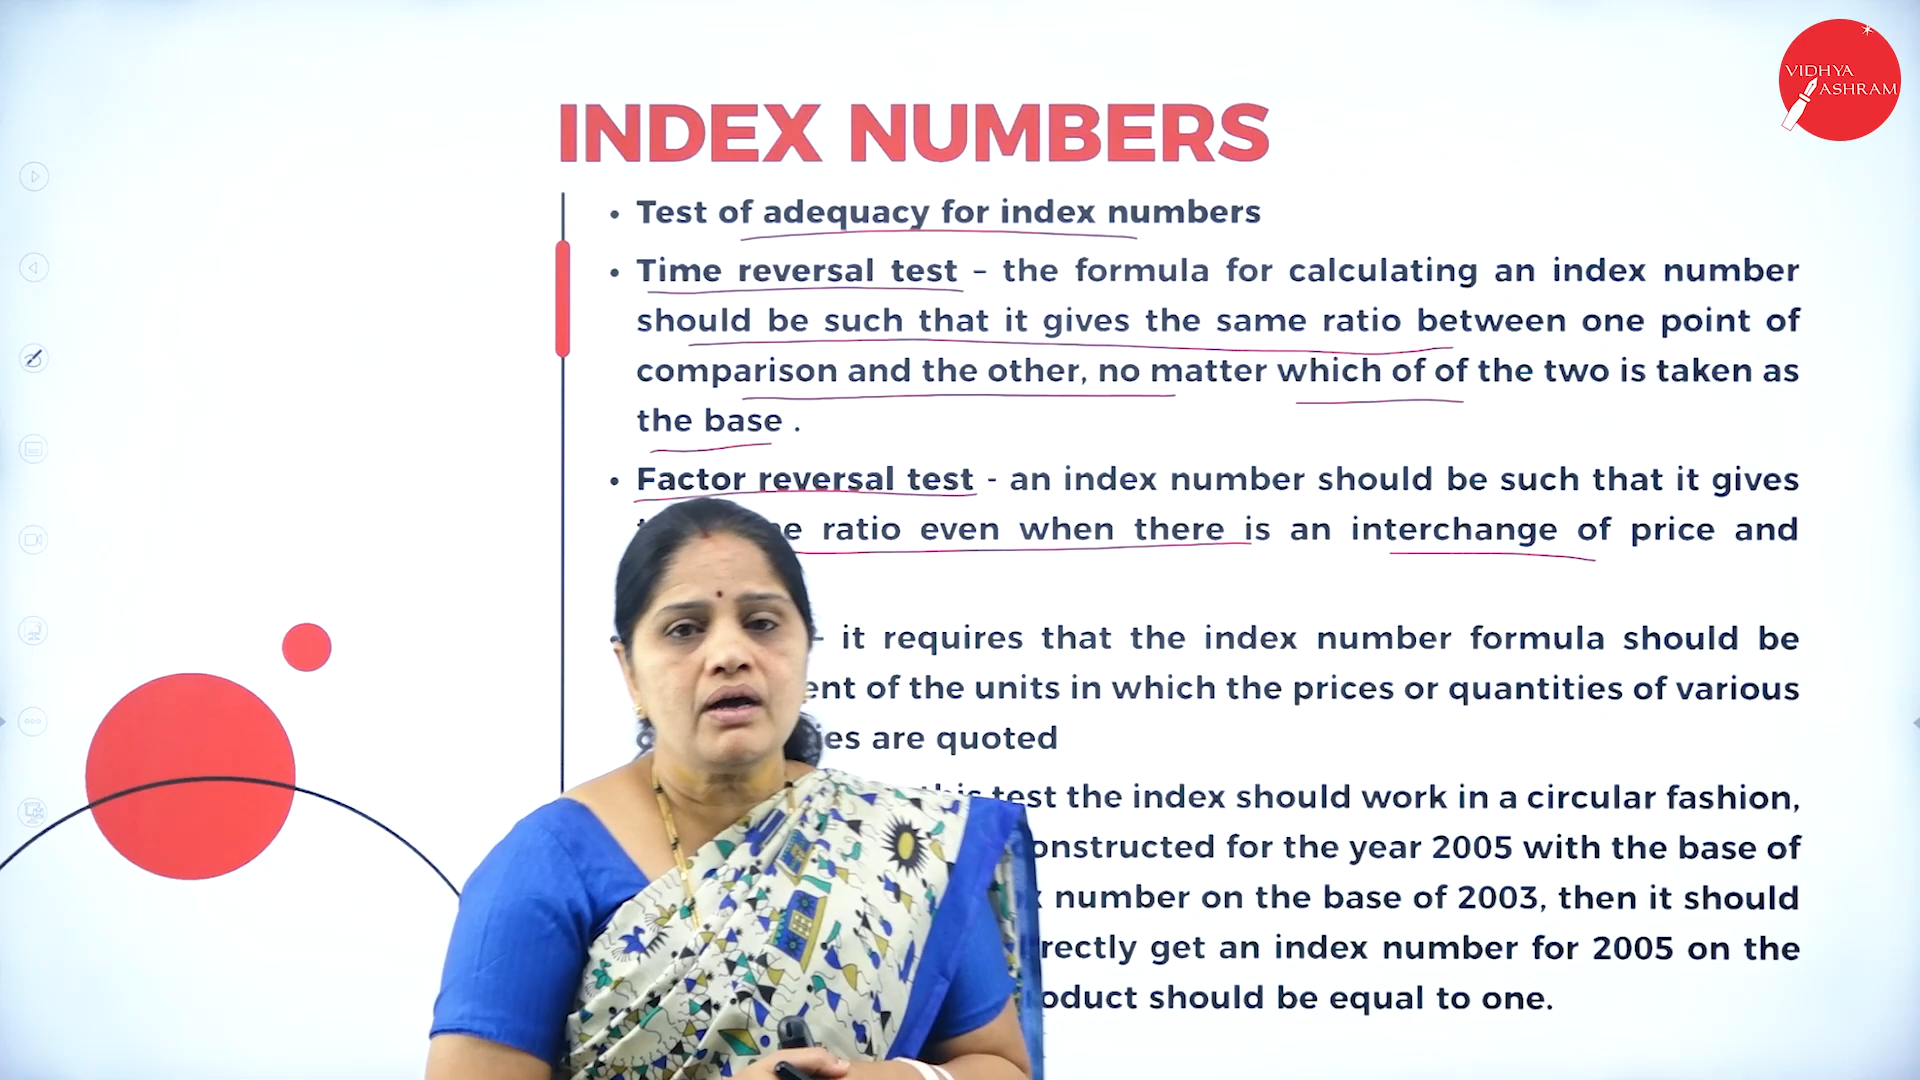 VIDHYA
ASHRAM
INDEX NUMBERS
• Test of adequacy for index numbers
• Time reversal test – the formula for calculating an index number
should be such that it gives the same ratio between one point of
comparison and the other, no matter which of of the two is taken as
the base .
• Factor reversal test - an index number should be such that it gives
ratio even when there is an interchange of price and
- it requires that the index number formula should be
of the units in which the prices or quantities of various
are quoted
test the index should work in a circular fashion,
for the year 2005 with the base of
number on the base of 2003, then it should
get an index number for 2005 on the
should be equal to one.